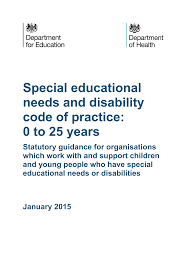 Department
for Education
Department
of Health
Special educational
needs and disability
code of practice:
0 to 25 years
Statutory guidance for organisations
which work with and support children
and young people who have special
educational needs or disabilities
January 2015